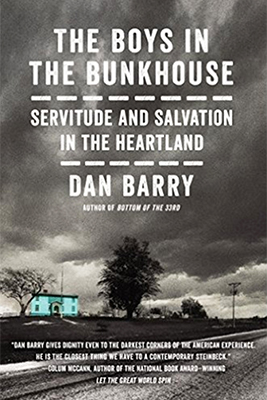 THE BOYS IN
THE BUNKHOUSE
SERVITUDE AND SALVATION
IN THE HEARTLAND
DAN BARRY
AUTHOR OF BOTTOM OF THE 33RD
"DAN BARRY GIVES DIGNITY EVEN TO THE DARKEST CORNERS OF THE AMERICAN EXPERIENCE.
HE IS THE CLOSEST THING WE HAVE TO A CONTEMPORARY STEINBECK."
—COLUM MCCANN, AUTHOR OF THE NATIONAL BOOK AWARD–WINNING
LET THE GREAT WORLD SPIN